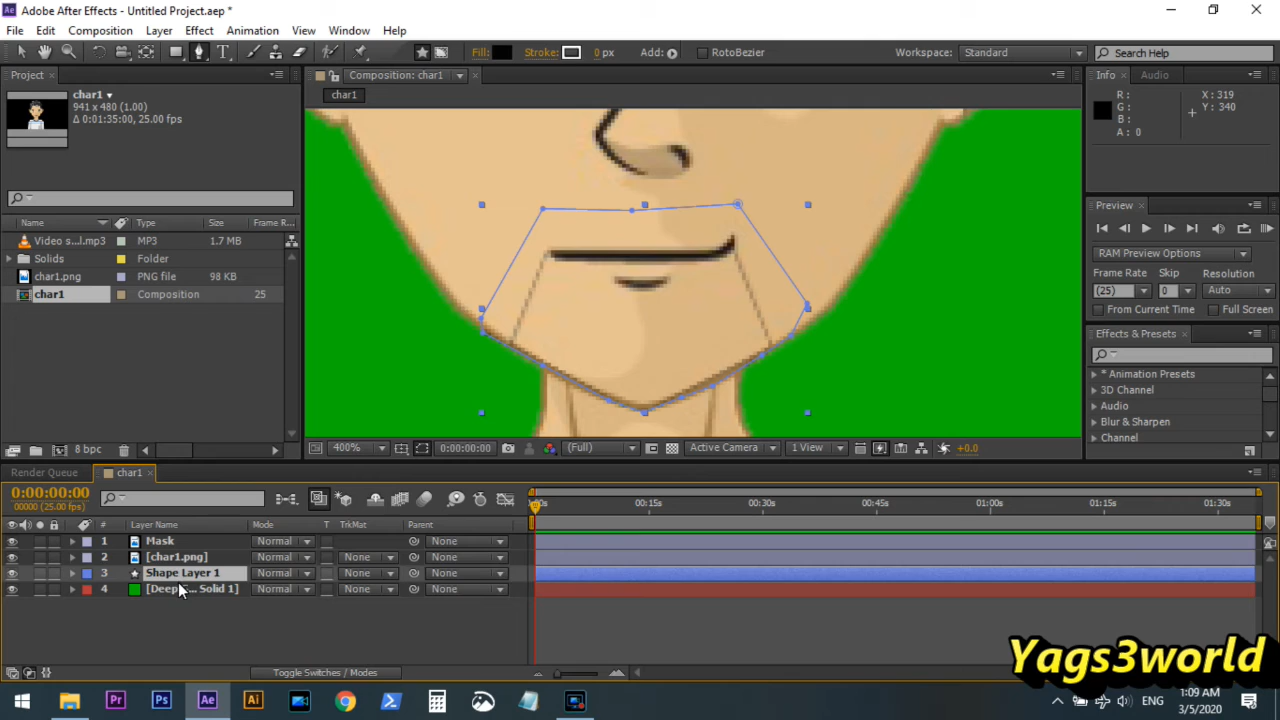 Ae Adobe After Effects - Untitled Project.aep *
File Edit Composition Layer Effect Animation View Window Help
Fill: Stroke: 0 px Add: RotoBezier Workspace: Standard Search Help
Project Composition: char1 Info Audio
char1
941 x 480 (1.00)
Δ 0:01:35:00, 25.00 fps
char1
R: X: 319
G: Y: 340
B:
A: 0
Preview
RAM Preview Options
Frame Rate Skip Resolution
(25) 0 Auto
From Current Time Full Screen
Name Type Size Frame R
Video s...l.mp3 MP3 1.7 MB
Solids Folder
char1.png PNG file 98 KB
char1 Composition 25
Effects & Presets
* Animation Presets
3D Channel
Audio
Blur & Sharpen
Channel
8 bpc
400% 0:00:00:00 (Full) Active Camera 1 View +0.0
Render Queue char1
0:00:00:00
00000 (25.00 fps)
:00s 00:15s 00:30s 00:45s 01:00s 01:15s 01:30s
# Layer Name Mode T TrkMat Parent
1 Mask Normal None
2 [char1.png] Normal None None
3 Shape Layer 1 Normal None None
4 [Deep ... Solid 1] Normal None None
Toggle Switches / Modes
Yags3world
Pr Ps Ae Ai
ENG
1:09 AM
3/5/2020